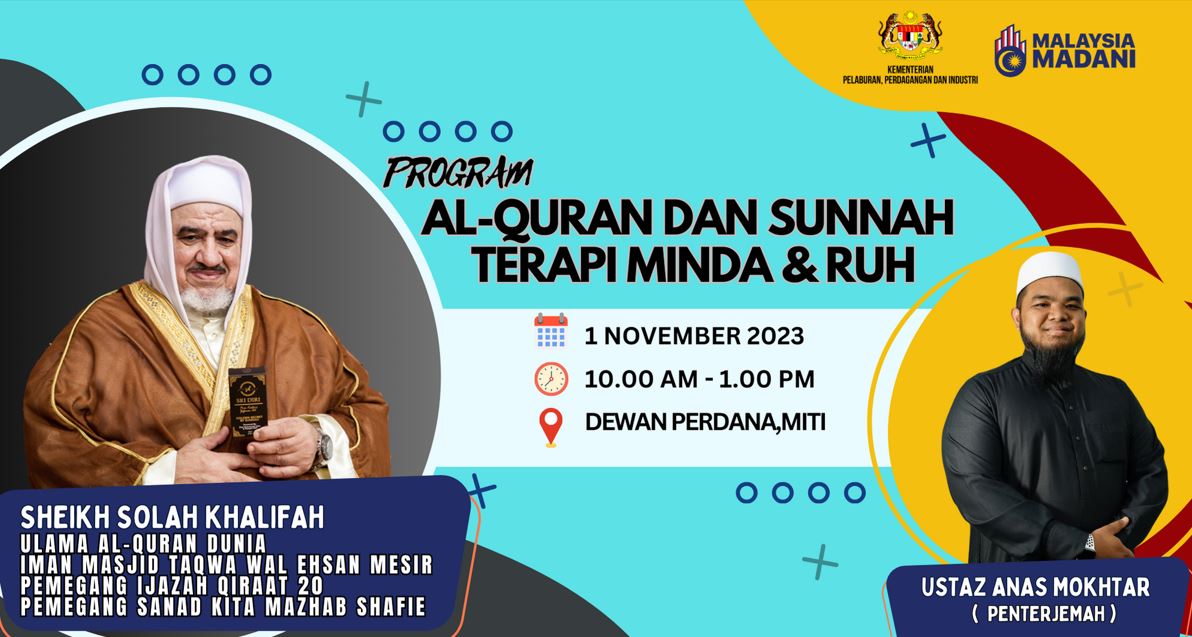 KEMENTERIAN
PELABURAN, PERDAGANGAN DAN INDUSTRI
MALAYSIA
MADANI
PROGRAM
AL-QURAN DAN SUNNAH
TERAPI MINDA & RUH
1 NOVEMBER 2023
10.00 AM - 1.00 PM
DEWAN PERDANA,MITI
SRI DIRI
SHEIKH SOLAH KHALIFAH
ULAMA AL-QURAN DUNIA
IMAN MASJID TAQWA WAL EHSAN MESIR
PEMEGANG IJAZAH QIRAAT 20
PEMEGANG SANAD KITA MAZHAB SHAFIE
USTAZ ANAS MOKHTAR
( PENTERJEMAH )